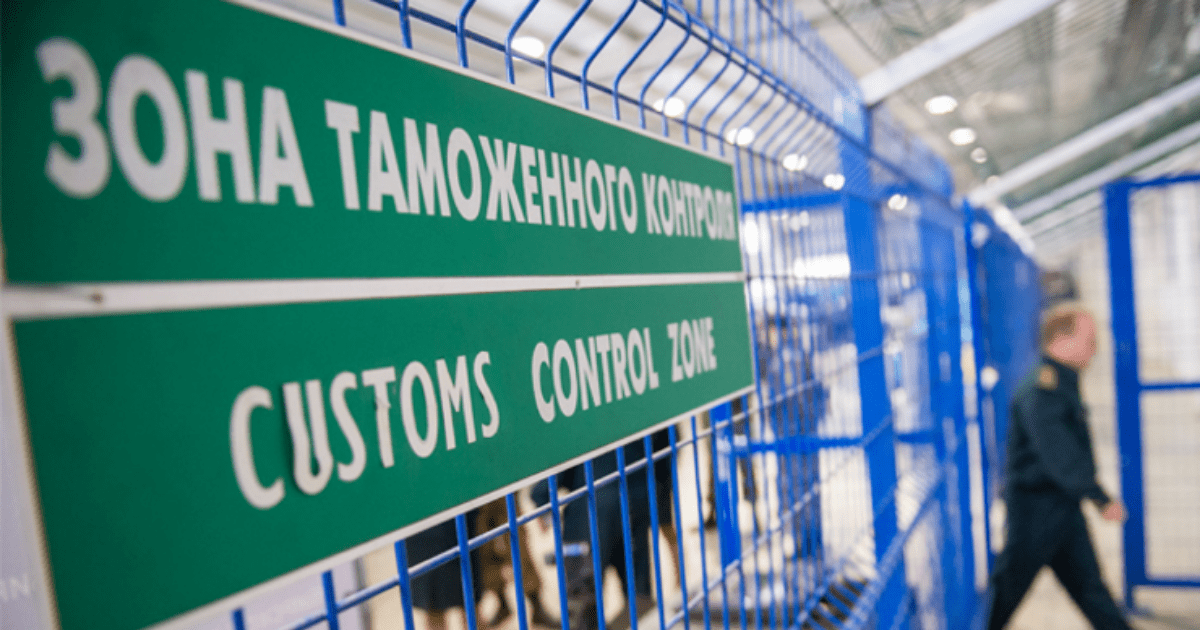 ЗОНА ТАМОЖЕННОГО КОНТРОЛЯ
CUSTOMS CONTROL ZONE